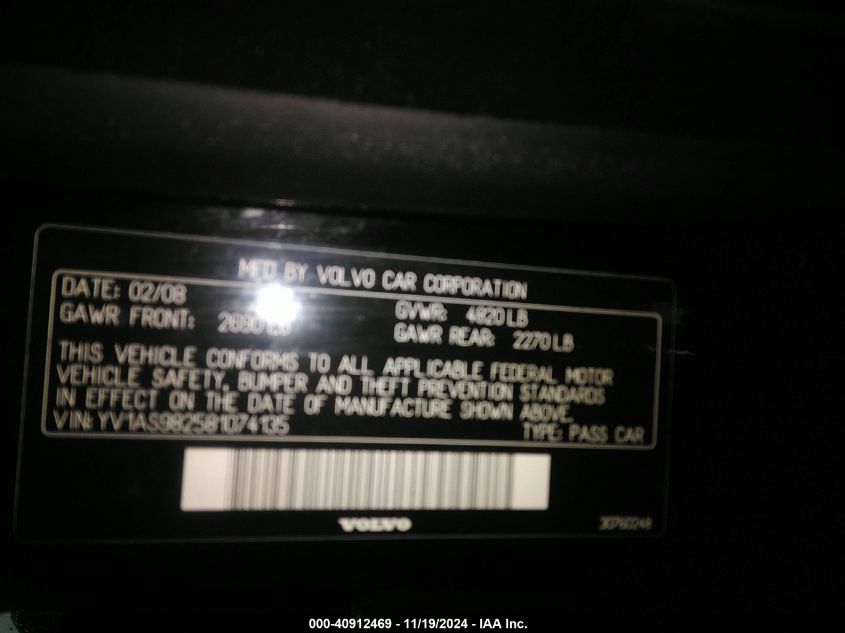 MFD BY VOLVO CAR CORPORATION
DATE: 02/08
GVWR: 4820 LB
GAWR FRONT: 2690 LB
GAWR REAR: 2270 LB
THIS VEHICLE CONFORMS TO ALL APPLICABLE FEDERAL MOTOR
VEHICLE SAFETY, BUMPER AND THEFT PREVENTION STANDARDS
IN EFFECT ON THE DATE OF MANUFACTURE SHOWN ABOVE.
VIN: YV1AS982581074135
TYPE: PASS CAR
VOLVO
30760248
000-40912469 - 11/19/2024 - IAA Inc.